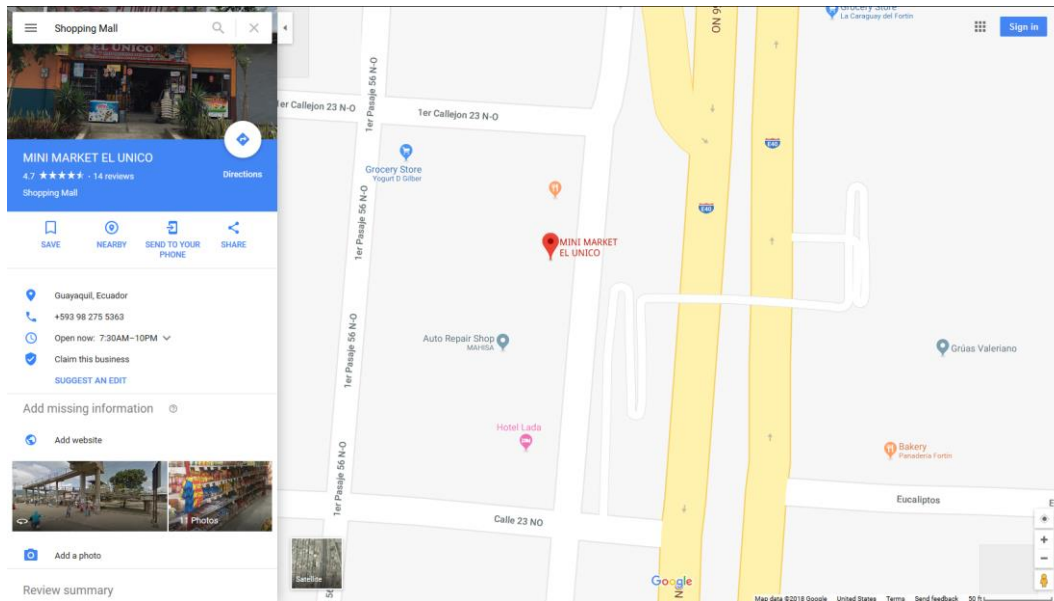 Shopping Mall
EL UNICO
MINI MARKET EL UNICO
4.7 ★★★★★ - 14 reviews
Directions
Shopping Mall
SAVE
NEARBY
SEND TO YOUR
PHONE
SHARE
Guayaquil, Ecuador
+593 98 275 5363
Open now: 7:30AM–10PM
Claim this business
SUGGEST AN EDIT
Add missing information
Add website
11 Photos
Add a photo
Review summary
Grocery Store
La Caraguay del Fortin
Sign in
NO
1er Pasaje 56 N-O
1er Callejon 23 N-O
1er Callejon 23 N-O
Grocery Store
Yogurt D Gilber
E40
E40
1er Pasaje 56 N-O
MINI MARKET
EL UNICO
Auto Repair Shop
MAHISA
Grúas Valeriano
1er Pasaje 56 N-O
Hotel Lada
Bakery
Panaderia Fortin
1er Pasaje 56 N-O
Eucaliptos
Calle 23 NO
Satellite
Google
Map data ©2018 Google
United States
Terms
Send feedback
50 ft